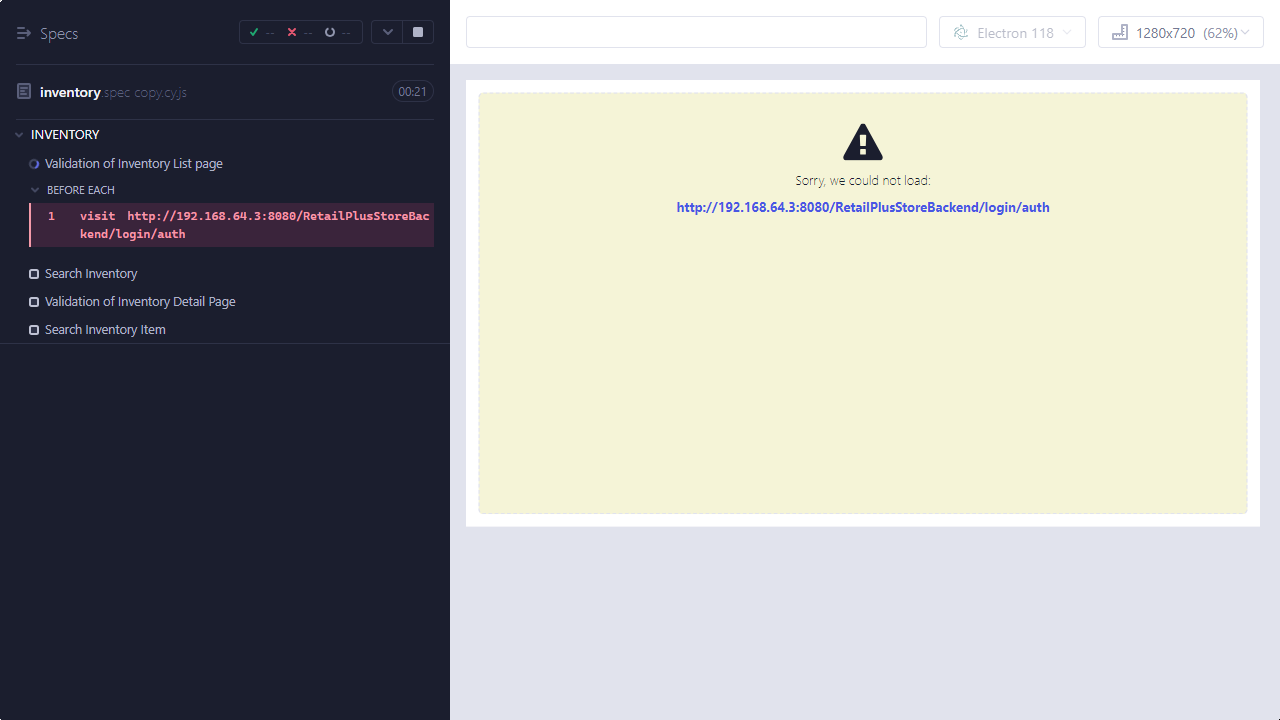 Specs
-- -- --
inventory.spec copy.cy.js
00:21
INVENTORY
Validation of Inventory List page
BEFORE EACH
1 visit http://192.168.64.3:8080/RetailPlusStoreBac
kend/login/auth
Search Inventory
Validation of Inventory Detail Page
Search Inventory Item
Electron 118
1280x720 (62%)
Sorry, we could not load:
http://192.168.64.3:8080/RetailPlusStoreBackend/login/auth